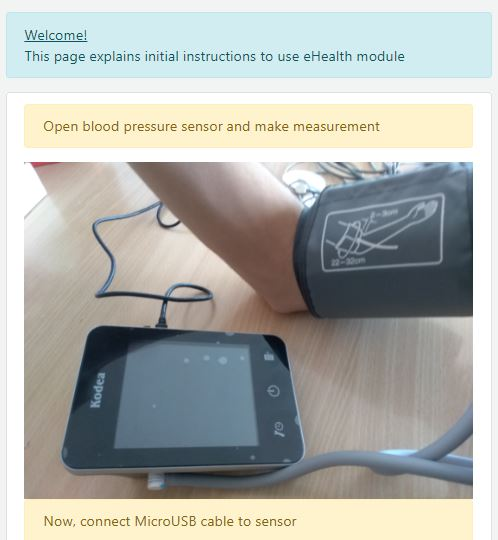 Welcome!
This page explains initial instructions to use eHealth module
Open blood pressure sensor and make measurement
2~3cm
22~32cm
Kodea
Now, connect MicroUSB cable to sensor